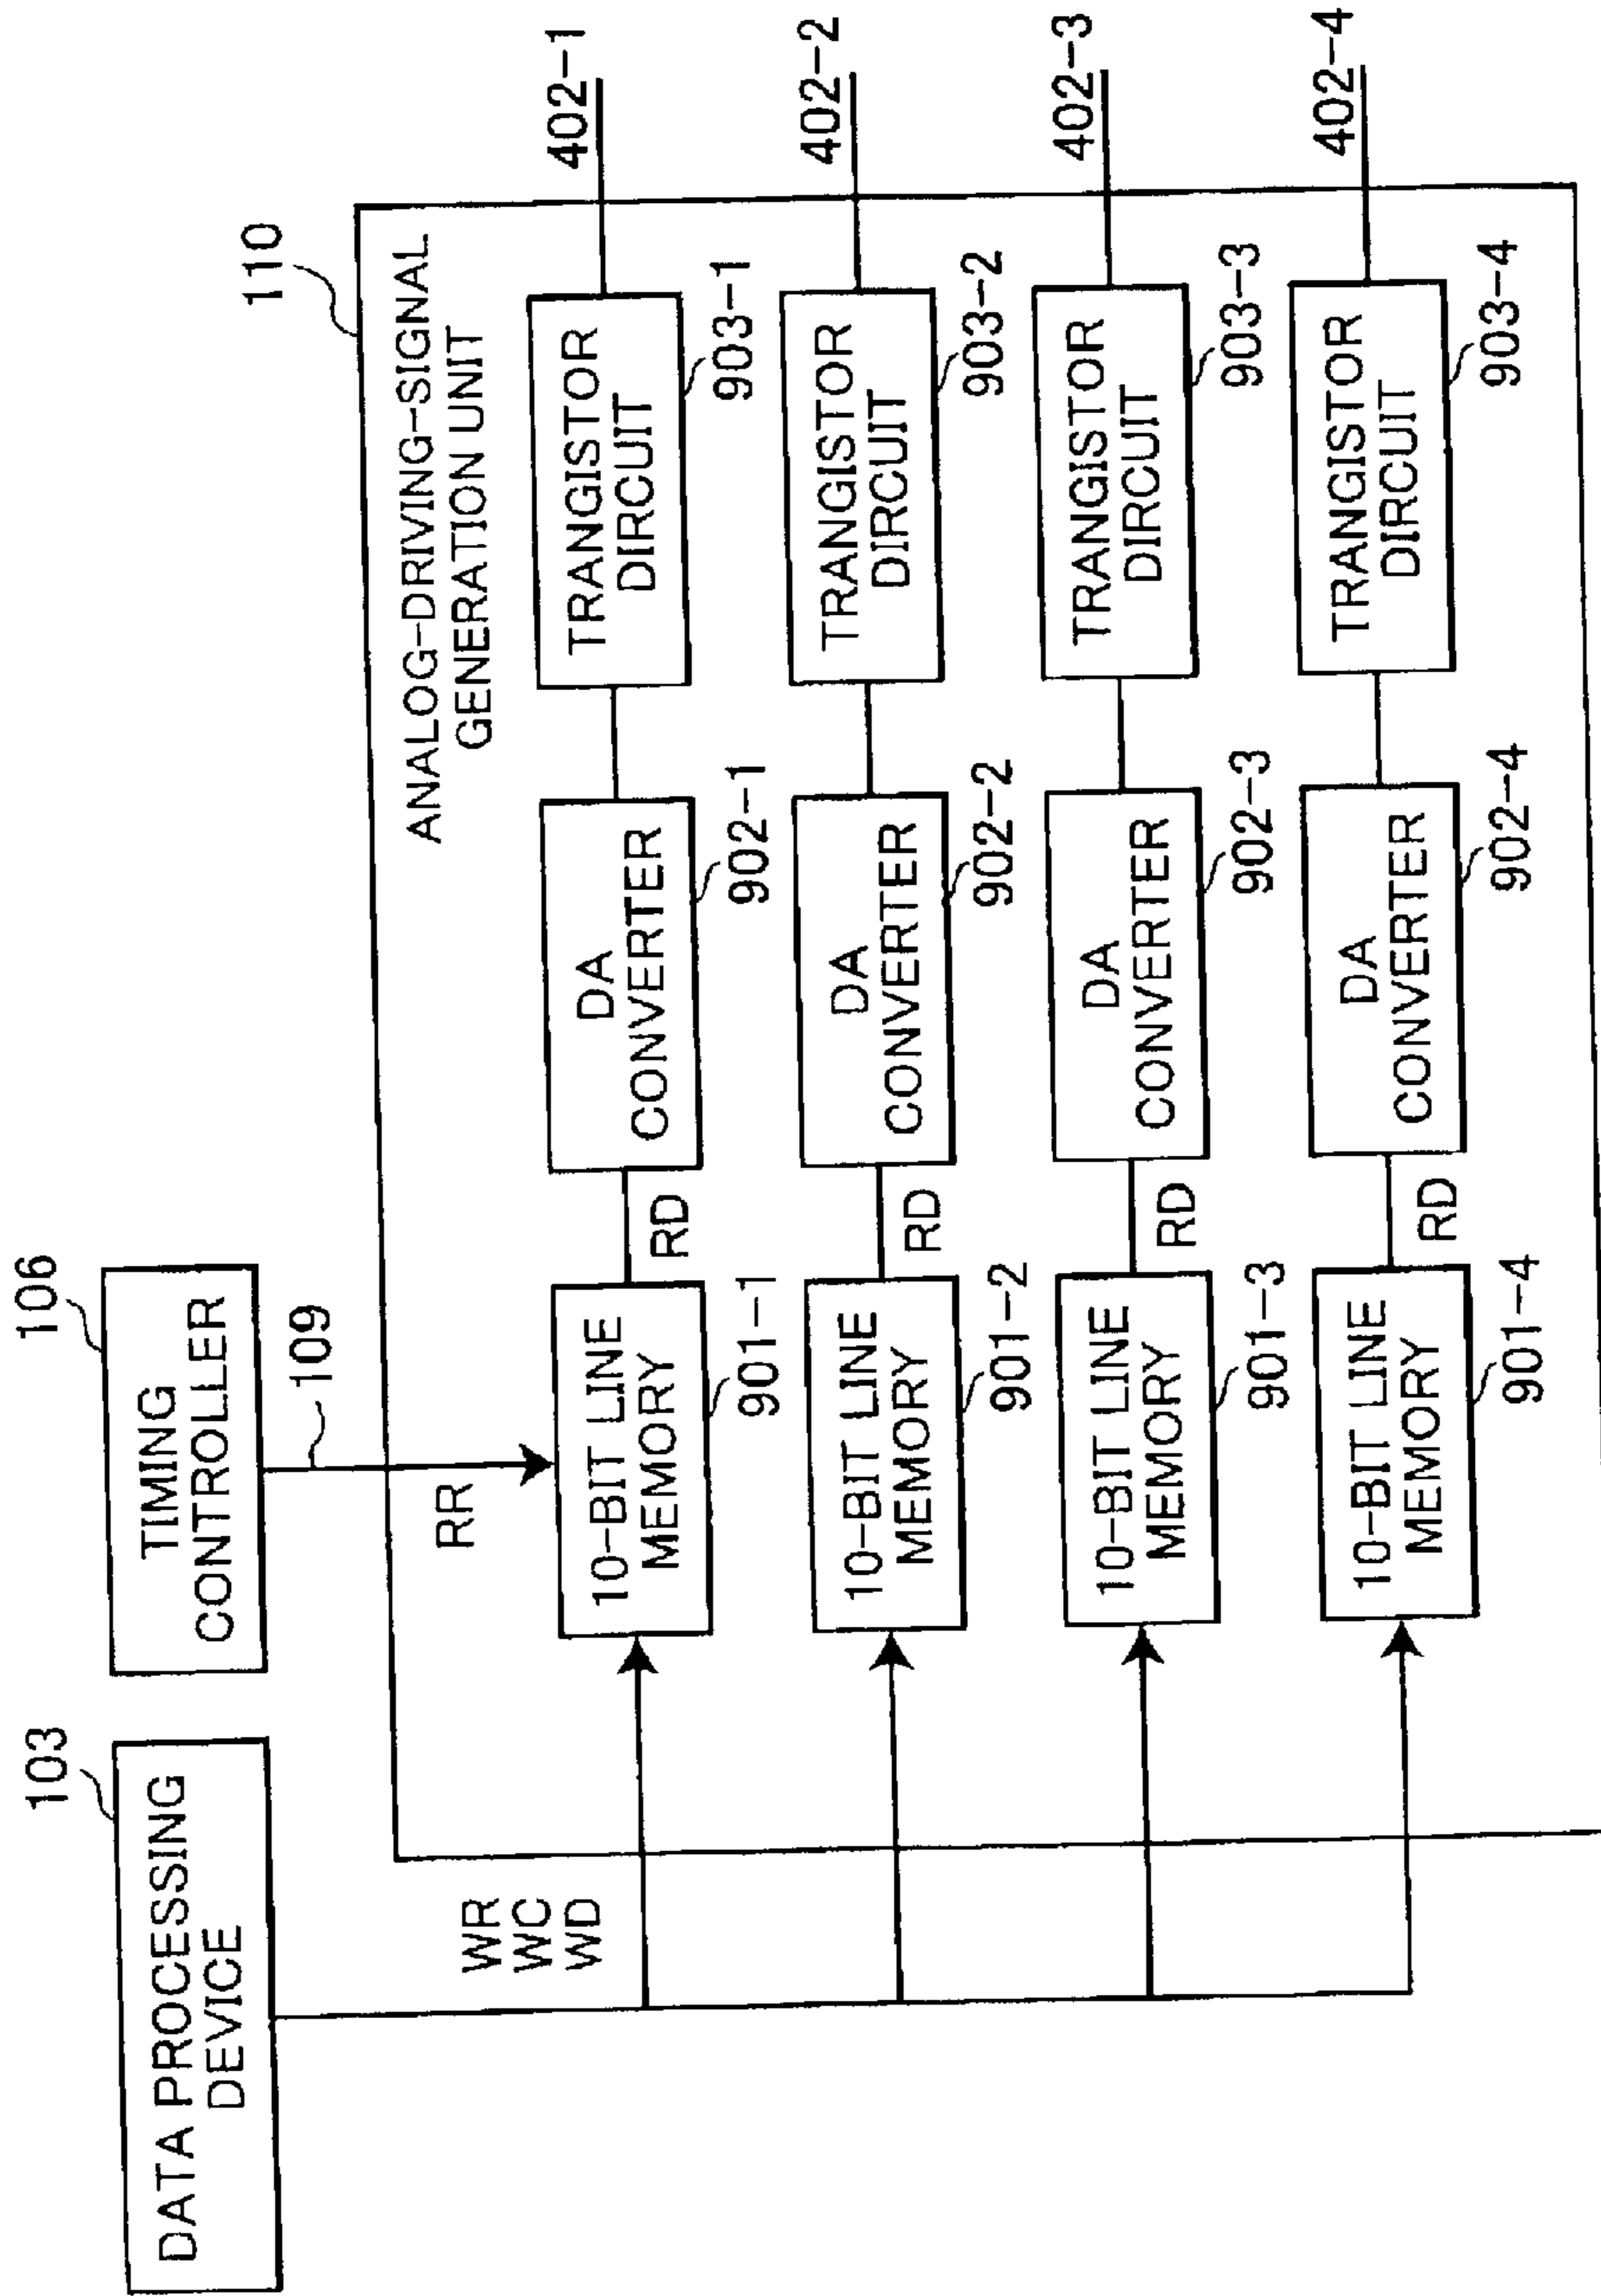 103
DATA PROCESSING
DEVICE
106
TIMING
CONTROLLER
109
110
ANALOG-DRIVING-SIGNAL
GENERATION UNIT
WR
WC
WD
RR
10-BIT LINE
MEMORY
901-1
RD
DA
CONVERTER
902-1
TRANGISTOR
DIRCUIT
903-1
402-1
10-BIT LINE
MEMORY
901-2
RD
DA
CONVERTER
902-2
TRANGISTOR
DIRCUIT
903-2
402-2
10-BIT LINE
MEMORY
901-3
RD
DA
CONVERTER
902-3
TRANGISTOR
DIRCUIT
903-3
402-3
10-BIT LINE
MEMORY
901-4
RD
DA
CONVERTER
902-4
TRANGISTOR
DIRCUIT
903-4
402-4